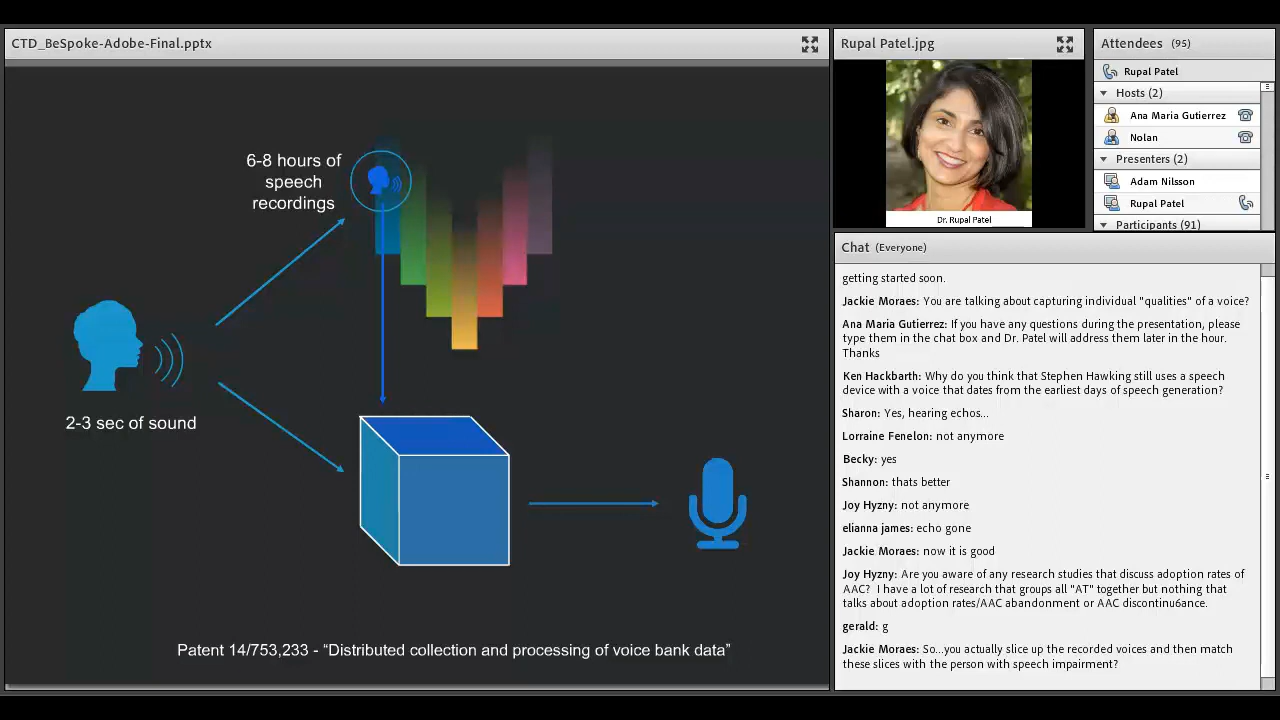 CTD_BeSpoke-Adobe-Final.pptx
6-8 hours of
speech
recordings
2-3 sec of sound
Patent 14/753,233 - “Distributed collection and processing of voice bank data”
Rupal Patel.jpg
Dr. Rupal Patel
Attendees (95)
Rupal Patel
Hosts (2)
Ana Maria Gutierrez
Nolan
Presenters (2)
Adam Nilsson
Rupal Patel
Participants (91)
Chat (Everyone)
getting started soon.
Jackie Moraes: You are talking about capturing individual "qualities" of a voice?
Ana Maria Gutierrez: If you have any questions during the presentation, please
type them in the chat box and Dr. Patel will address them later in the hour.
Thanks
Ken Hackbarth: Why do you think that Stephen Hawking still uses a speech
device with a voice that dates from the earliest days of speech generation?
Sharon: Yes, hearing echos...
Lorraine Fenelon: not anymore
Becky: yes
Shannon: thats better
Joy Hyzny: not anymore
elianna james: echo gone
Jackie Moraes: now it is good
Joy Hyzny: Are you aware of any research studies that discuss adoption rates of
AAC? I have a lot of research that groups all "AT" together but nothing that
talks about adoption rates/AAC abandonment or AAC discontinu6ance.
gerald: g
Jackie Moraes: So...you actually slice up the recorded voices and then match
these slices with the person with speech impairment?